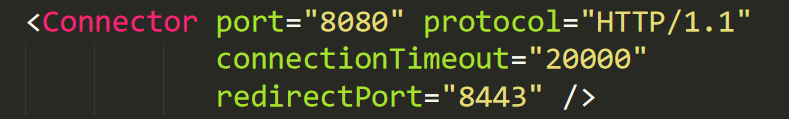 <Connector port="8080" protocol="HTTP/1.1"
connectionTimeout="20000"
redirectPort="8443" />